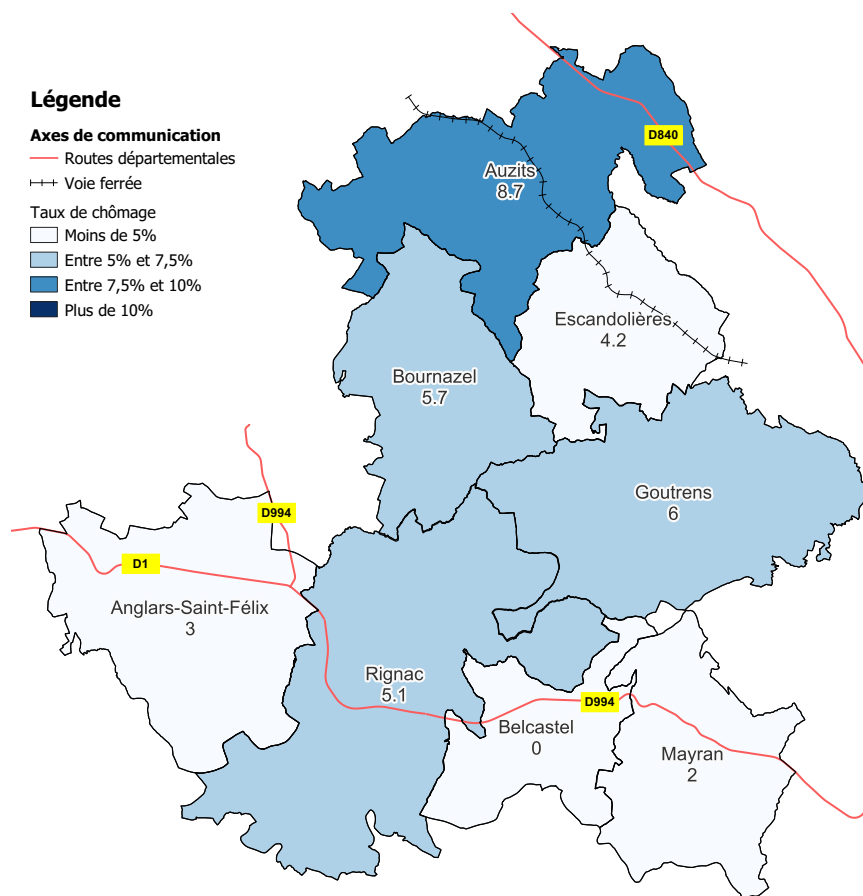 Légende
Axes de communication
Routes départementales
Voie ferrée
Taux de chômage
Moins de 5%
Entre 5% et 7,5%
Entre 7,5% et 10%
Plus de 10%
D840
Auzits
8.7
Escandolières
4.2
Bournazel
5.7
Goutrens
6
D994
D1
Anglars-Saint-Félix
3
Rignac
5.1
D994
Belcastel
0
Mayran
2